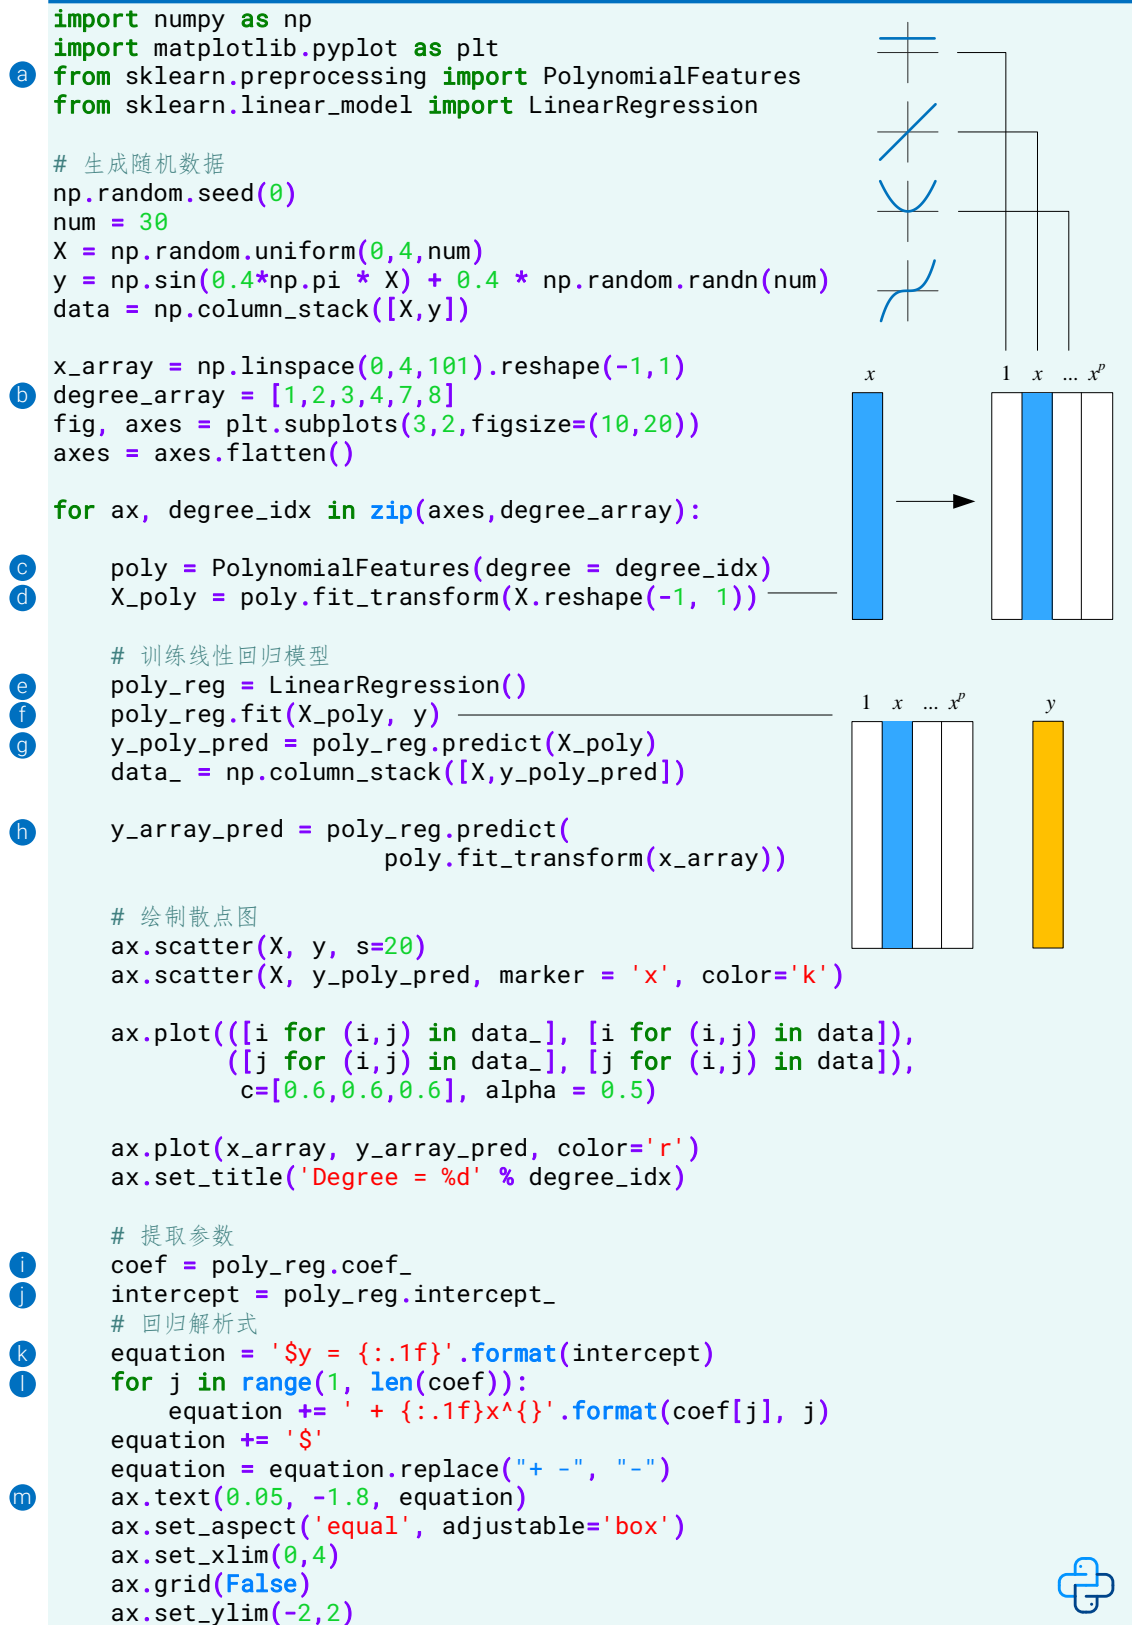 import numpy as np
import matplotlib.pyplot as plt
a from sklearn.preprocessing import PolynomialFeatures
from sklearn.linear_model import LinearRegression
# 生成随机数据
np.random.seed(0)
num = 30
X = np.random.uniform(0,4,num)
y = np.sin(0.4*np.pi * X) + 0.4 * np.random.randn(num)
data = np.column_stack([X,y])
x_array = np.linspace(0,4,101).reshape(-1,1)
b degree_array = [1,2,3,4,7,8]
fig, axes = plt.subplots(3,2,figsize=(10,20))
axes = axes.flatten()
for ax, degree_idx in zip(axes,degree_array):
c poly = PolynomialFeatures(degree = degree_idx)
d X_poly = poly.fit_transform(X.reshape(-1, 1))
x
1 x ... x^p
# 训练线性回归模型
e poly_reg = LinearRegression()
f poly_reg.fit(X_poly, y)
g y_poly_pred = poly_reg.predict(X_poly)
data_ = np.column_stack([X,y_poly_pred])
1 x ... x^p
y
h y_array_pred = poly_reg.predict(
poly.fit_transform(x_array))
# 绘制散点图
ax.scatter(X, y, s=20)
ax.scatter(X, y_poly_pred, marker = 'x', color='k')
ax.plot(([i for (i,j) in data_], [i for (i,j) in data]),
([j for (i,j) in data_], [j for (i,j) in data]),
c=[0.6,0.6,0.6], alpha = 0.5)
ax.plot(x_array, y_array_pred, color='r')
ax.set_title('Degree = %d' % degree_idx)
# 提取参数
i coef = poly_reg.coef_
j intercept = poly_reg.intercept_
# 回归解析式
k equation = '$y = {:.1f}'.format(intercept)
l for j in range(1, len(coef)):
equation += ' + {:.1f}x^{}'.format(coef[j], j)
equation += '$'
equation = equation.replace("+ -", "-")
m ax.text(0.05, -1.8, equation)
ax.set_aspect('equal', adjustable='box')
ax.set_xlim(0,4)
ax.grid(False)
ax.set_ylim(-2,2)